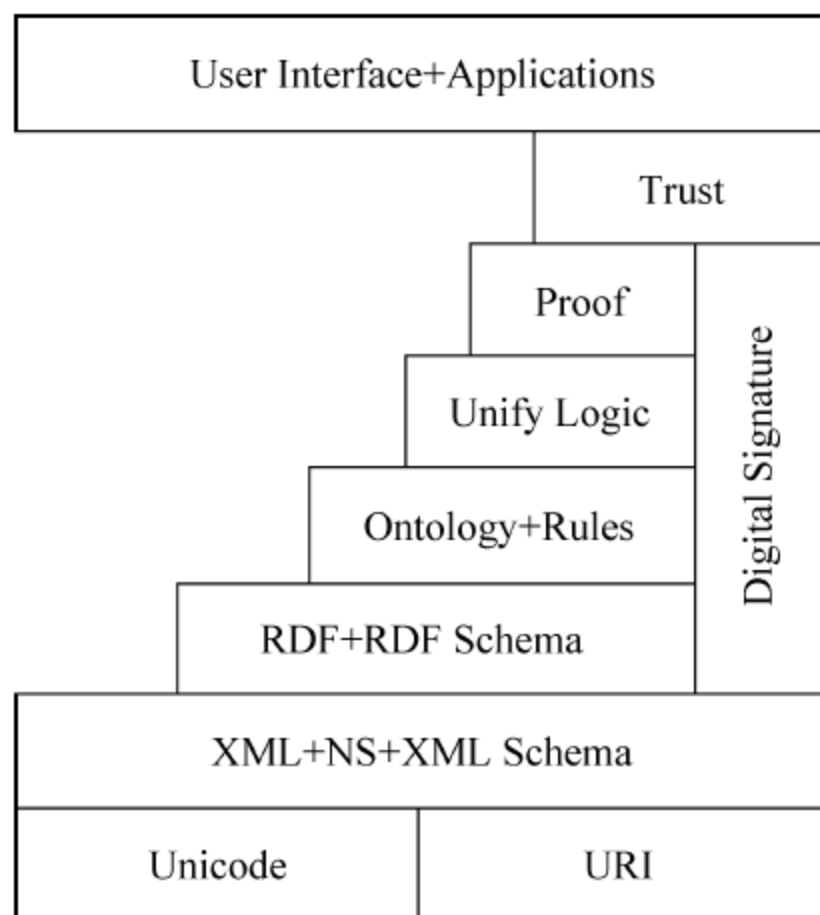 User Interface+Applications
Trust
Proof
Unify Logic
Ontology+Rules
Digital Signature
RDF+RDF Schema
XML+NS+XML Schema
Unicode
URI